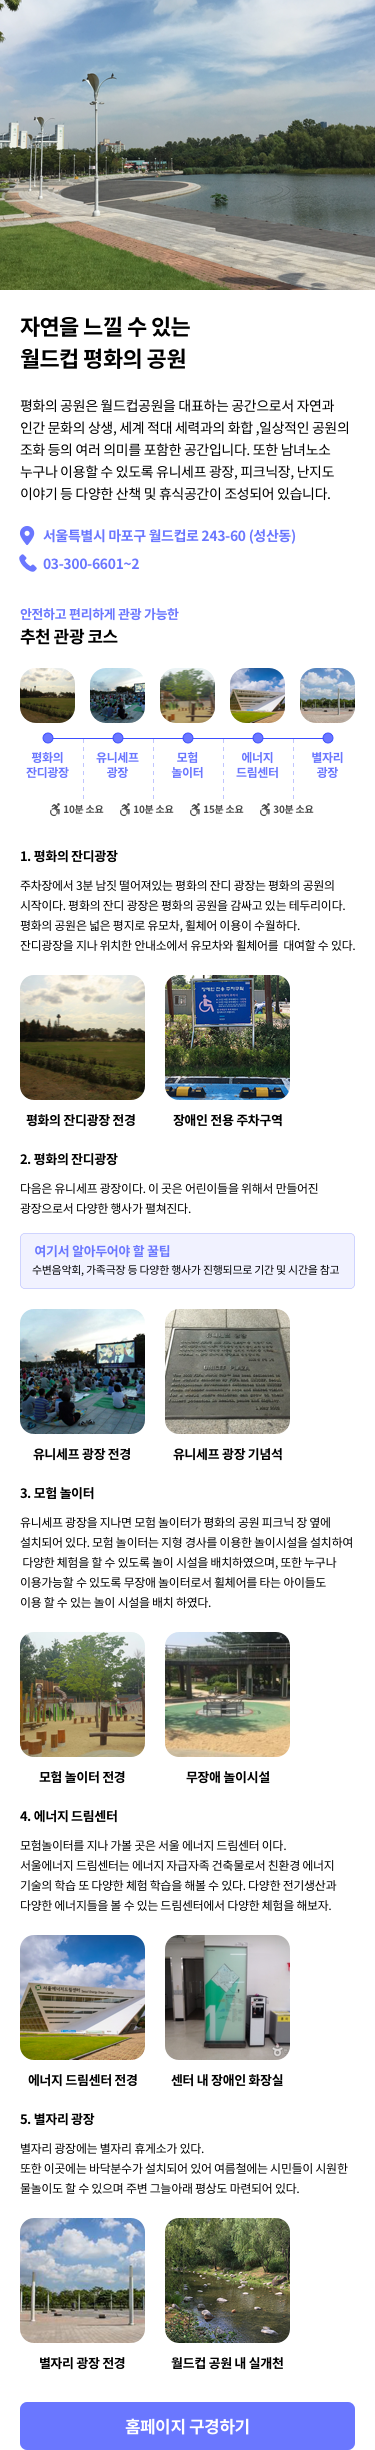 자연을 느낄 수 있는
월드컵 평화의 공원
평화의 공원은 월드컵공원을 대표하는 공간으로서 자연과
인간 문화의 상생, 세계 적대 세력과의 화합 ,일상적인 공원의
조화 등의 여러 의미를 포함한 공간입니다. 또한 남녀노소
누구나 이용할 수 있도록 유니세프 광장, 피크닉장, 난지도
이야기 등 다양한 산책 및 휴식공간이 조성되어 있습니다.
서울특별시 마포구 월드컵로 243-60 (성산동)
03-300-6601~2
안전하고 편리하게 관광 가능한
추천 관광 코스
평화의 유니세프 모험 에너지 별자리
잔디광장 광장 놀이터 드림센터 광장
10분 소요 10분 소요 15분 소요 30분 소요
1. 평화의 잔디광장
주차장에서 3분 남짓 떨어져있는 평화의 잔디 광장는 평화의 공원의
시작이다. 평화의 잔디 광장은 평화의 공원을 감싸고 있는 테두리이다.
평화의 공원은 넓은 평지로 유모차, 휠체어 이용이 수월하다.
잔디광장을 지나 위치한 안내소에서 유모차와 휠체어를 대여할 수 있다.
장애인 전용 주차구역
평화의 잔디광장 전경 장애인 전용 주차구역
2. 평화의 잔디광장
다음은 유니세프 광장이다. 이 곳은 어린이들을 위해서 만들어진
광장으로서 다양한 행사가 펼쳐진다.
여기서 알아두어야 할 꿀팁
수변음악회, 가족극장 등 다양한 행사가 진행되므로 기간 및 시간을 참고
UNICEF PLAZA
유니세프 광장 전경 유니세프 광장 기념석
3. 모험 놀이터
유니세프 광장을 지나면 모험 놀이터가 평화의 공원 피크닉 장 옆에
설치되어 있다. 모험 놀이터는 지형 경사를 이용한 놀이시설을 설치하여
다양한 체험을 할 수 있도록 놀이 시설을 배치하였으며, 또한 누구나
이용가능할 수 있도록 무장애 놀이터로서 휠체어를 타는 아이들도
이용 할 수 있는 놀이 시설을 배치 하였다.
모험 놀이터 전경 무장애 놀이시설
4. 에너지 드림센터
모험놀이터를 지나 가볼 곳은 서울 에너지 드림센터 이다.
서울에너지 드림센터는 에너지 자급자족 건축물로서 친환경 에너지
기술의 학습 또 다양한 체험 학습을 해볼 수 있다. 다양한 전기생산과
다양한 에너지들을 볼 수 있는 드림센터에서 다양한 체험을 해보자.
서울에너지드림센터
에너지 드림센터 전경 센터 내 장애인 화장실
5. 별자리 광장
별자리 광장에는 별자리 휴게소가 있다.
또한 이곳에는 바닥분수가 설치되어 있어 여름철에는 시민들이 시원한
물놀이도 할 수 있으며 주변 그늘아래 평상도 마련되어 있다.
별자리 광장 전경 월드컵 공원 내 실개천
홈페이지 구경하기